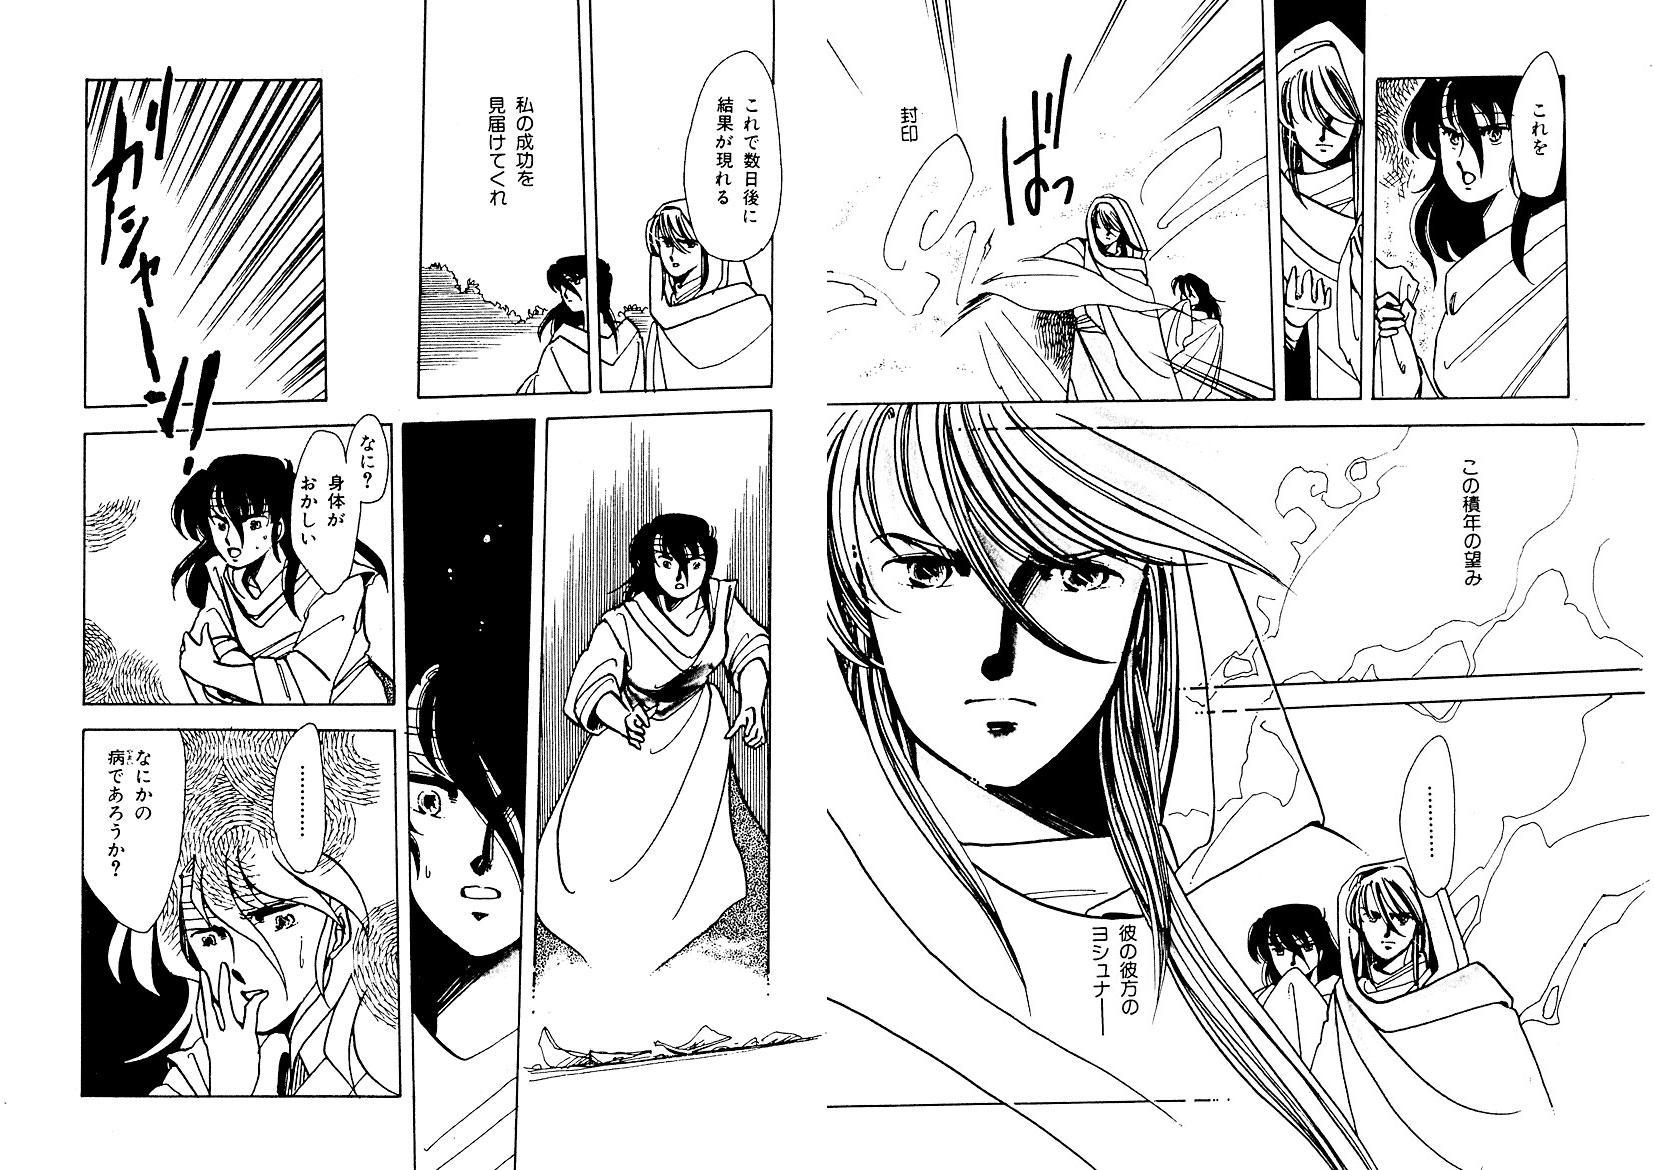 これを
ばっ
封印
この積年の望み
…………
彼の彼方の
ヨシュナ――
これで数日後に
結果が現れる
私の成功を
見届けてくれ
ガシャーン!!
なに?
身体が
おかしい
…………
なにかの
病であろうか?
やまい